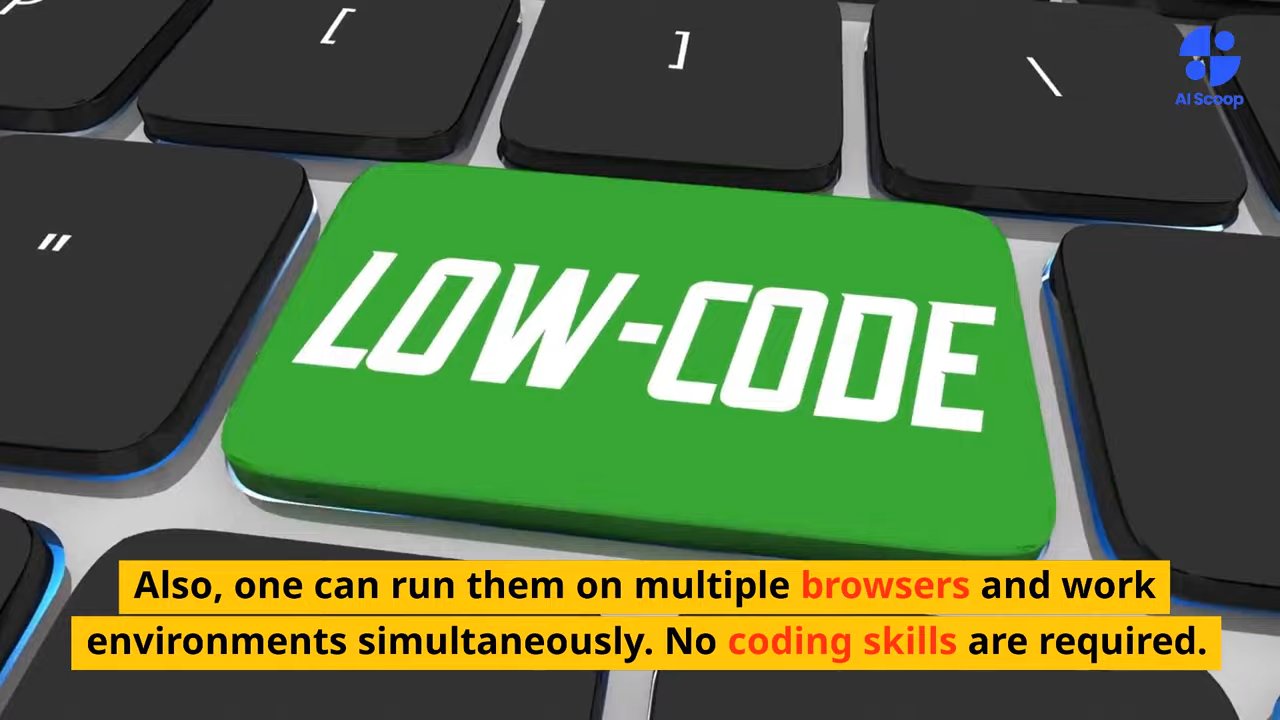 [
]
\
AI Scoop
"
LOW-CODE
Also, one can run them on multiple browsers and work
environments simultaneously. No coding skills are required.